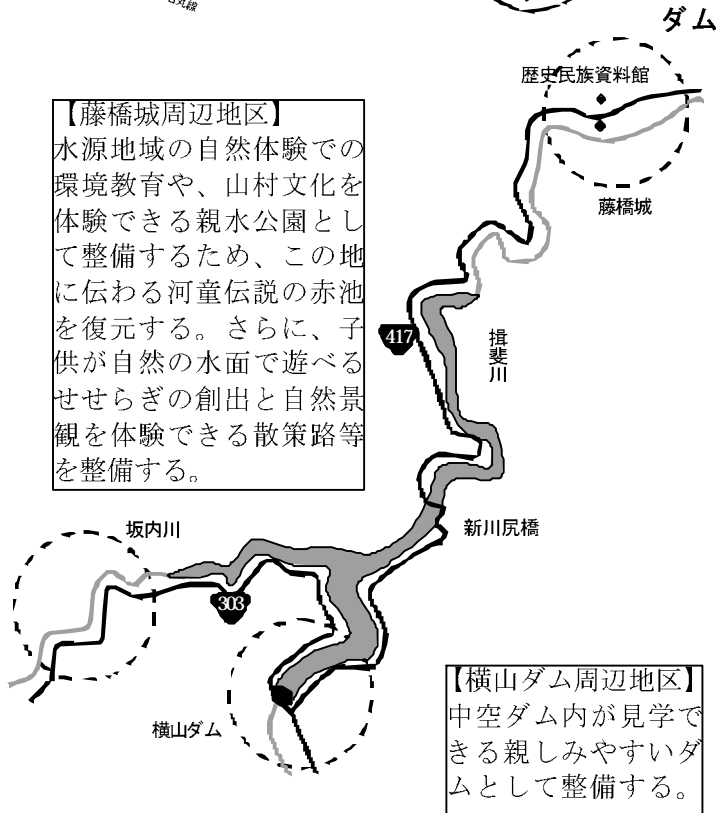 ダム
歴史民族資料館
藤橋城
【藤橋城周辺地区】
水源地域の自然体験での
環境教育や、山村文化を
体験できる親水公園とし
て整備するため、この地
に伝わる河童伝説の赤池
を復元する。さらに、子
供が自然の水面で遊べる
せせらぎの創出と自然景
観を体験できる散策路等
を整備する。
417
揖斐川
坂内川
新川尻橋
303
横山ダム
【横山ダム周辺地区】
中空ダム内が見学で
きる親しみやすいダ
ムとして整備する。